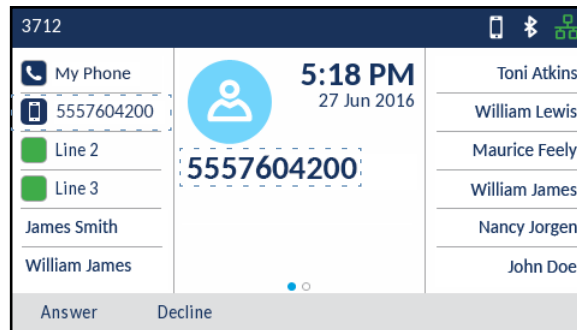 3712
My Phone
5557604200
Line 2
Line 3
James Smith
William James
5:18 PM
27 Jun 2016
5557604200
Toni Atkins
William Lewis
Maurice Feely
William James
Nancy Jorgen
John Doe
Answer
Decline